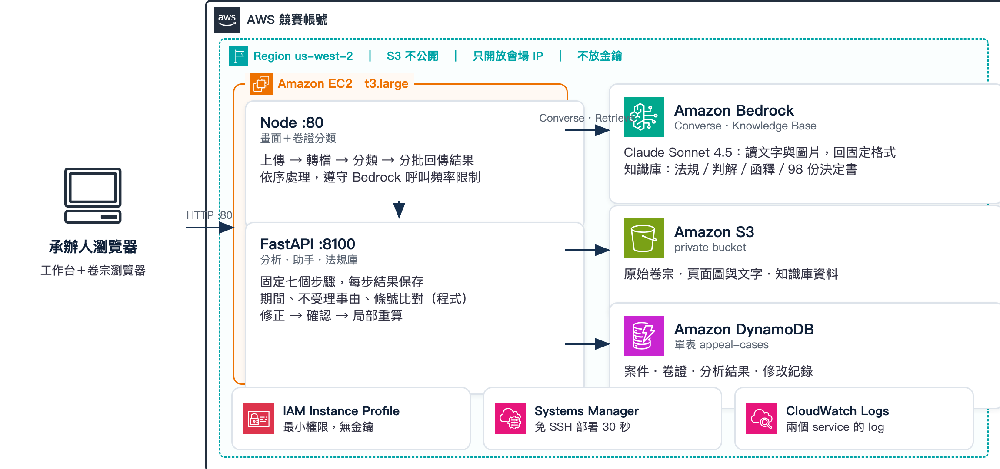 aws
AWS 競賽帳號
Region us-west-2 | S3 不公開 | 只開放會場 IP | 不放金鑰
Amazon EC2 t3.large
Node :80
畫面＋卷證分類
上傳 → 轉檔 → 分類 → 分批回傳結果
依序處理，遵守 Bedrock 呼叫頻率限制
Converse · Retrieve
Amazon Bedrock
Converse · Knowledge Base
Claude Sonnet 4.5：讀文字與圖片，回固定格式
知識庫：法規 / 判解 / 函釋 / 98 份決定書
HTTP :80
承辦人瀏覽器
工作台＋卷宗瀏覽器
FastAPI :8100
分析 · 助手 · 法規庫
固定七個步驟，每步結果保存
期間、不受理事由、條號比對（程式）
修正 → 確認 → 局部重算
Amazon S3
private bucket
原始卷宗 · 頁面圖與文字 · 知識庫資料
Amazon DynamoDB
單表 appeal-cases
案件 · 卷證 · 分析結果 · 修改紀錄
IAM Instance Profile
最小權限，無金鑰
Systems Manager
免 SSH 部署 30 秒
CloudWatch Logs
兩個 service 的 log